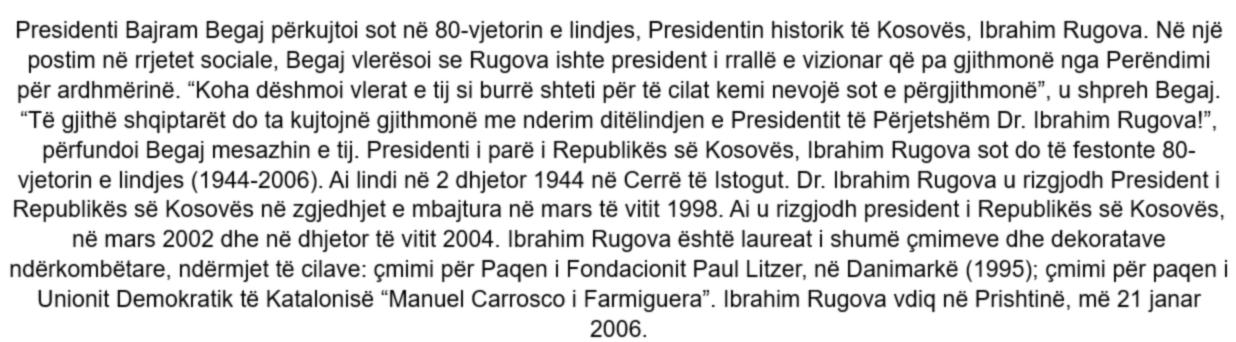 Presidenti Bajram Begaj përkujtoi sot në 80-vjetorin e lindjes, Presidentin historik të Kosovës, Ibrahim Rugova. Në një
postim në rrjetet sociale, Begaj vlerësoi se Rugova ishte president i rrallë e vizionar që pa gjithmonë nga Perëndimi
për ardhmërinë. “Koha dëshmoi vlerat e tij si burrë shteti për të cilat kemi nevojë sot e përgjithmonë”, u shpreh Begaj.
“Të gjithë shqiptarët do ta kujtojnë gjithmonë me nderim ditëlindjen e Presidentit të Përjetshëm Dr. Ibrahim Rugova!”,
përfundoi Begaj mesazhin e tij. Presidenti i parë i Republikës së Kosovës, Ibrahim Rugova sot do të festonte 80-
vjetorin e lindjes (1944-2006). Ai lindi në 2 dhjetor 1944 në Cerrë të Istogut. Dr. Ibrahim Rugova u rizgjodh President i
Republikës së Kosovës në zgjedhjet e mbajtura në mars të vitit 1998. Ai u rizgjodh president i Republikës së Kosovës,
në mars 2002 dhe në dhjetor të vitit 2004. Ibrahim Rugova është laureat i shumë çmimeve dhe dekoratave
ndërkombëtare, ndërmjet të cilave: çmimi për Paqen i Fondacionit Paul Litzer, në Danimarkë (1995); çmimi për paqen i
Unionit Demokratik të Katalonisë “Manuel Carrosco i Farmiguera”. Ibrahim Rugova vdiq në Prishtinë, më 21 janar
2006.